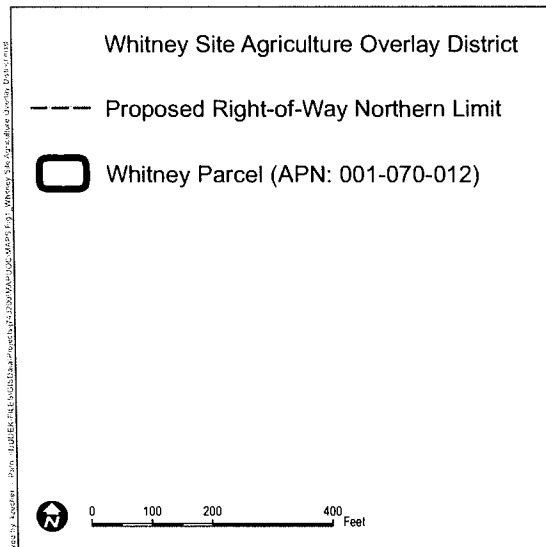 Whitney Site Agriculture Overlay District
Proposed Right-of-Way Northern Limit
Whitney Parcel (APN: 001-070-012)
N 0 100 200 400 Feet